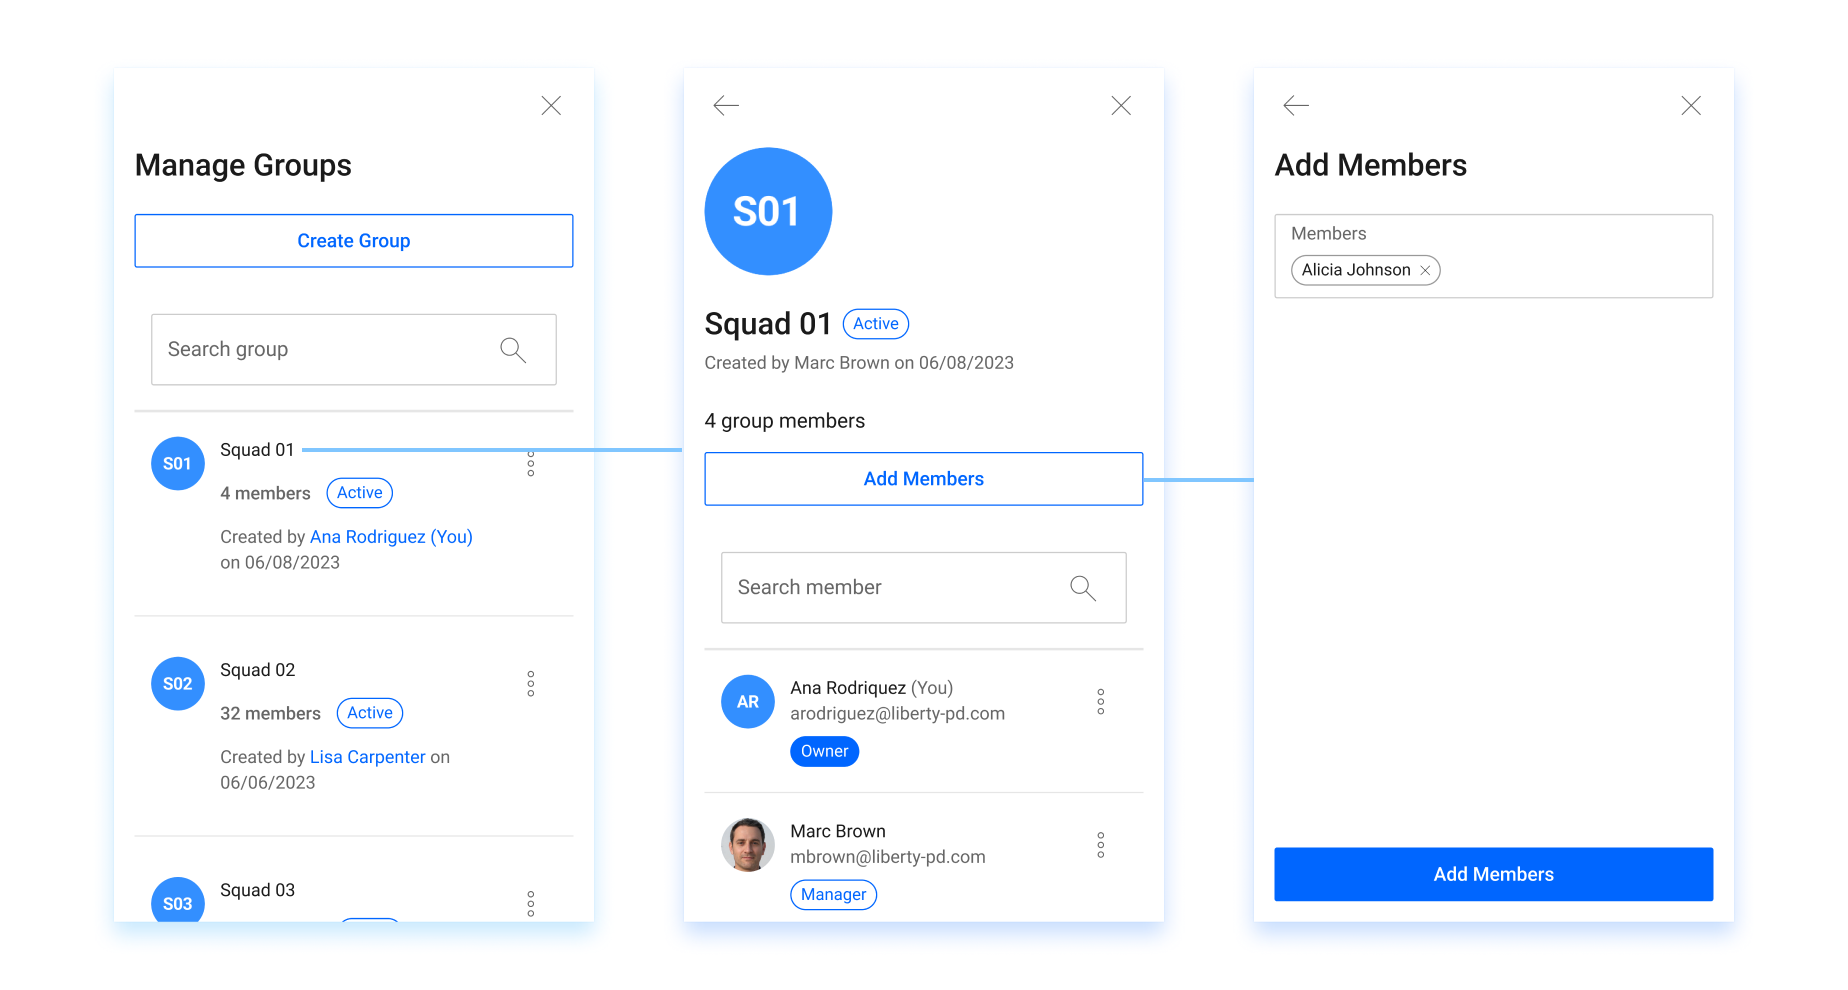 Manage Groups
Create Group
Search group
S01
Squad 01
4 members Active
Created by Ana Rodriguez (You)
on 06/08/2023
S02
Squad 02
32 members Active
Created by Lisa Carpenter on
06/06/2023
S03
Squad 03
S01
Squad 01 Active
Created by Marc Brown on 06/08/2023
4 group members
Add Members
Search member
AR
Ana Rodriquez (You)
arodriguez@liberty-pd.com
Owner
Marc Brown
mbrown@liberty-pd.com
Manager
Add Members
Members
Alicia Johnson
Add Members